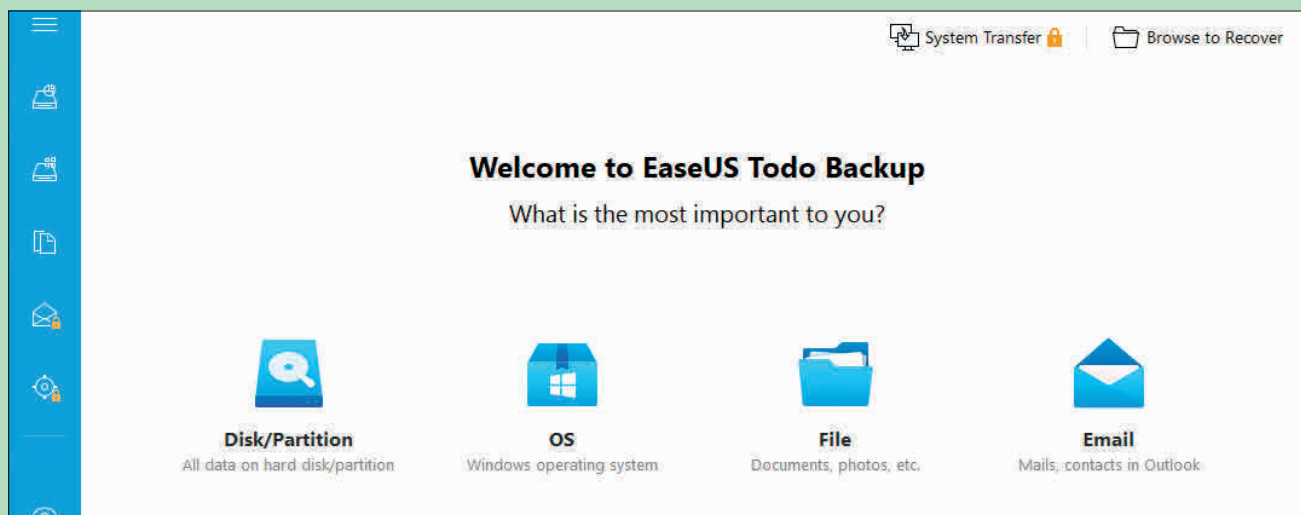 System Transfer
Browse to Recover
Welcome to EaseUS Todo Backup
What is the most important to you?
Disk/Partition
All data on hard disk/partition
OS
Windows operating system
File
Documents, photos, etc.
Email
Mails, contacts in Outlook